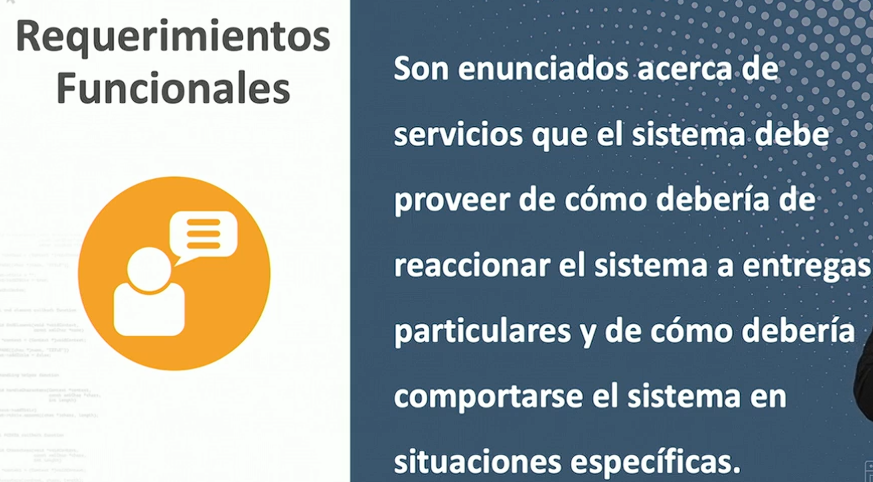 Requerimientos
Funcionales
Son enunciados acerca de
servicios que el sistema debe
proveer de cómo debería de
reaccionar el sistema a entregas
particulares y de cómo debería
comportarse el sistema en
situaciones específicas.